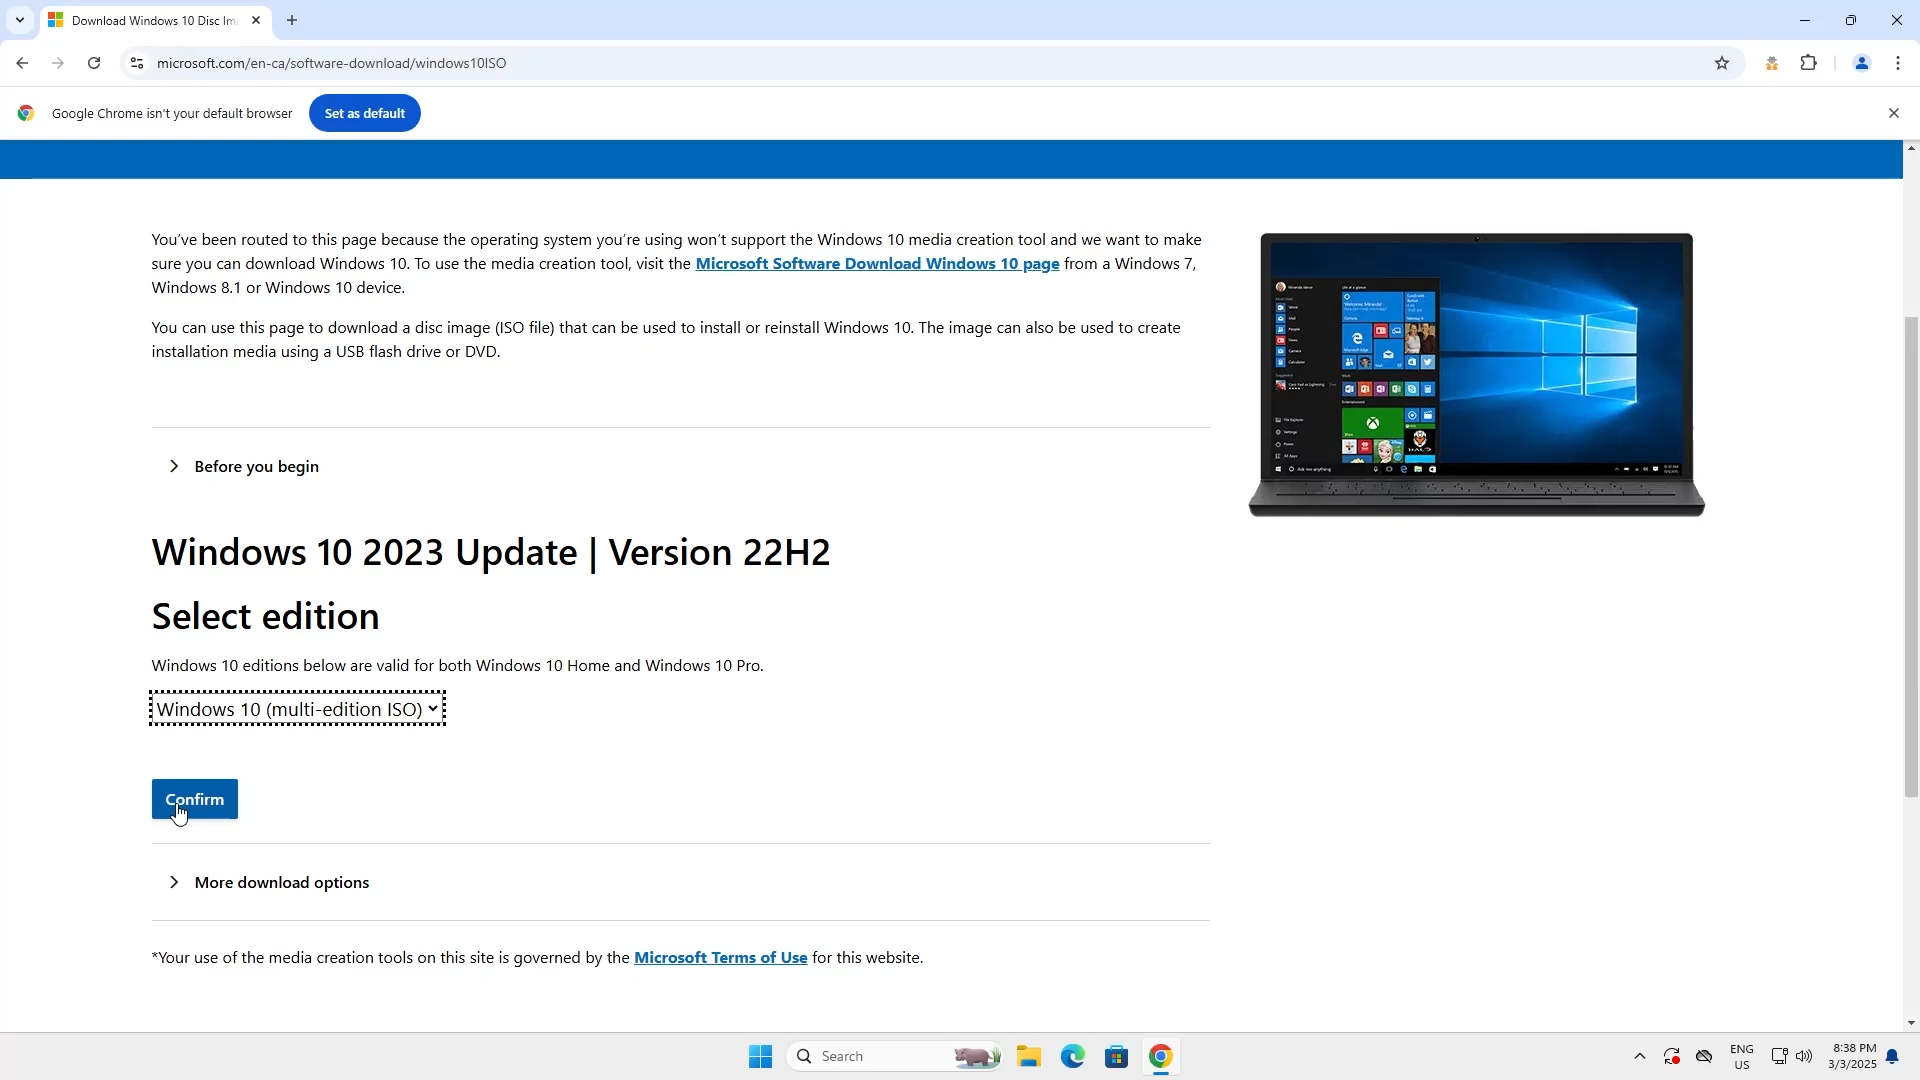 Download Windows 10 Disc Im
microsoft.com/en-ca/software-download/windows10ISO
Google Chrome isn't your default browser
Set as default
You've been routed to this page because the operating system you're using won't support the Windows 10 media creation tool and we want to make
sure you can download Windows 10. To use the media creation tool, visit the Microsoft Software Download Windows 10 page from a Windows 7,
Windows 8.1 or Windows 10 device.
You can use this page to download a disc image (ISO file) that can be used to install or reinstall Windows 10. The image can also be used to create
installation media using a USB flash drive or DVD.
Before you begin
Windows 10 2023 Update | Version 22H2
Select edition
Windows 10 editions below are valid for both Windows 10 Home and Windows 10 Pro.
Windows 10 (multi-edition ISO)
Confirm
More download options
*Your use of the media creation tools on this site is governed by the Microsoft Terms of Use for this website.
Search
ENG
US
8:38 PM
3/3/2025